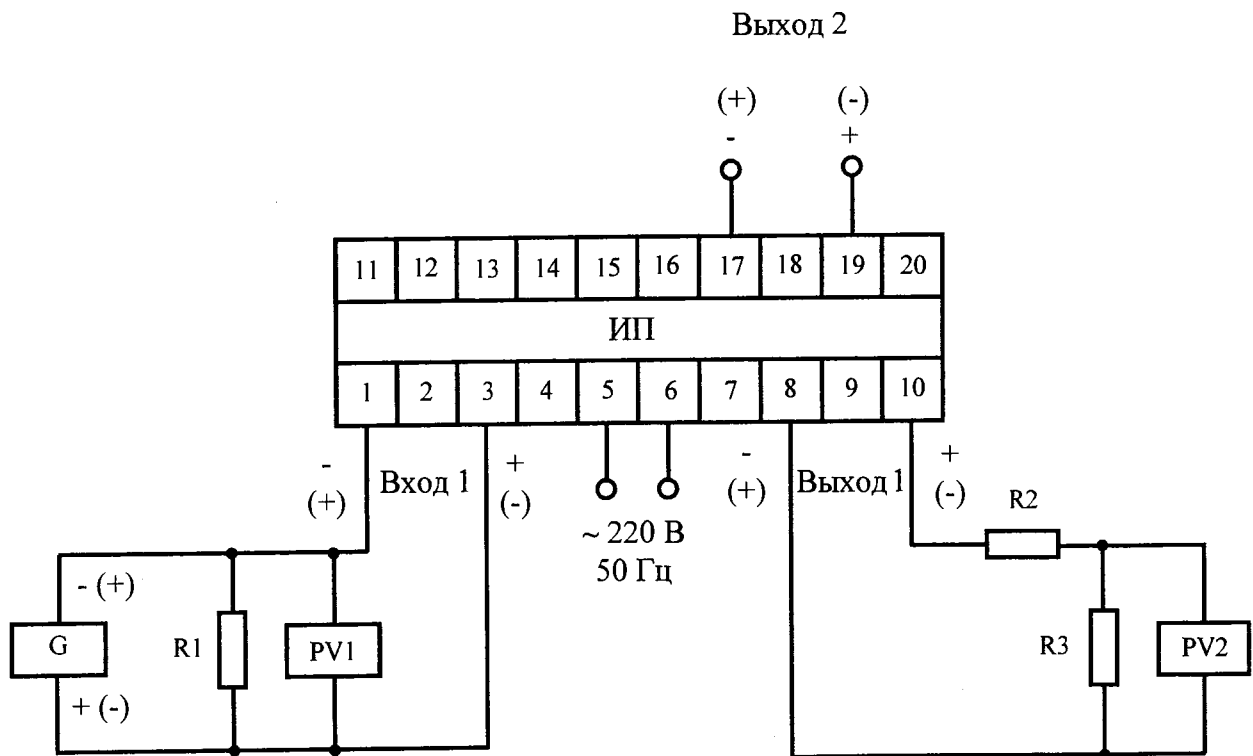 Выход 2
(+) (-)
- +
11 12 13 14 15 16 17 18 19 20
ИП
1 2 3 4 5 6 7 8 9 10
- Вход 1 + - Выход 1 +
(+) (-) (+) (-)
R2
~ 220 В
50 Гц
- (+)
G R1 PV1 R3 PV2
+ (-)